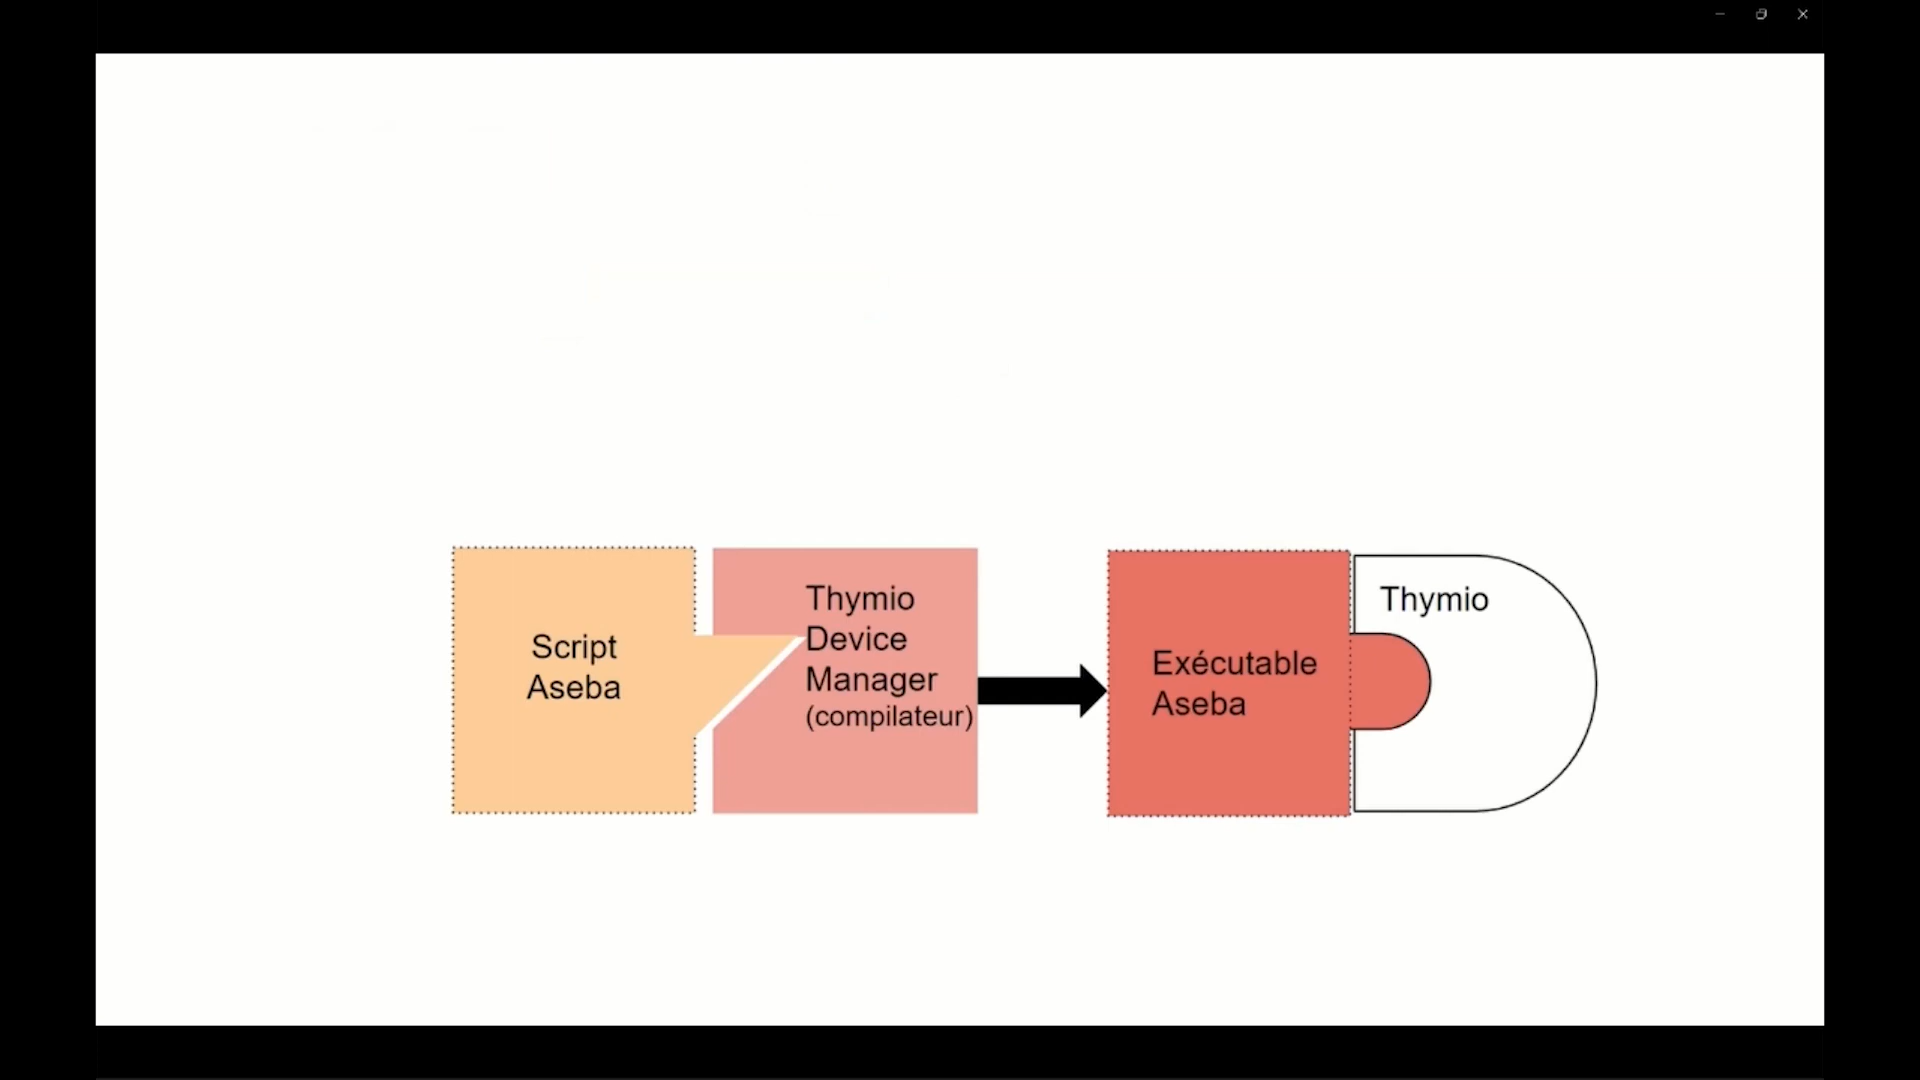 Script
Aseba
Thymio
Device
Manager
(compilateur)
Exécutable
Aseba
Thymio